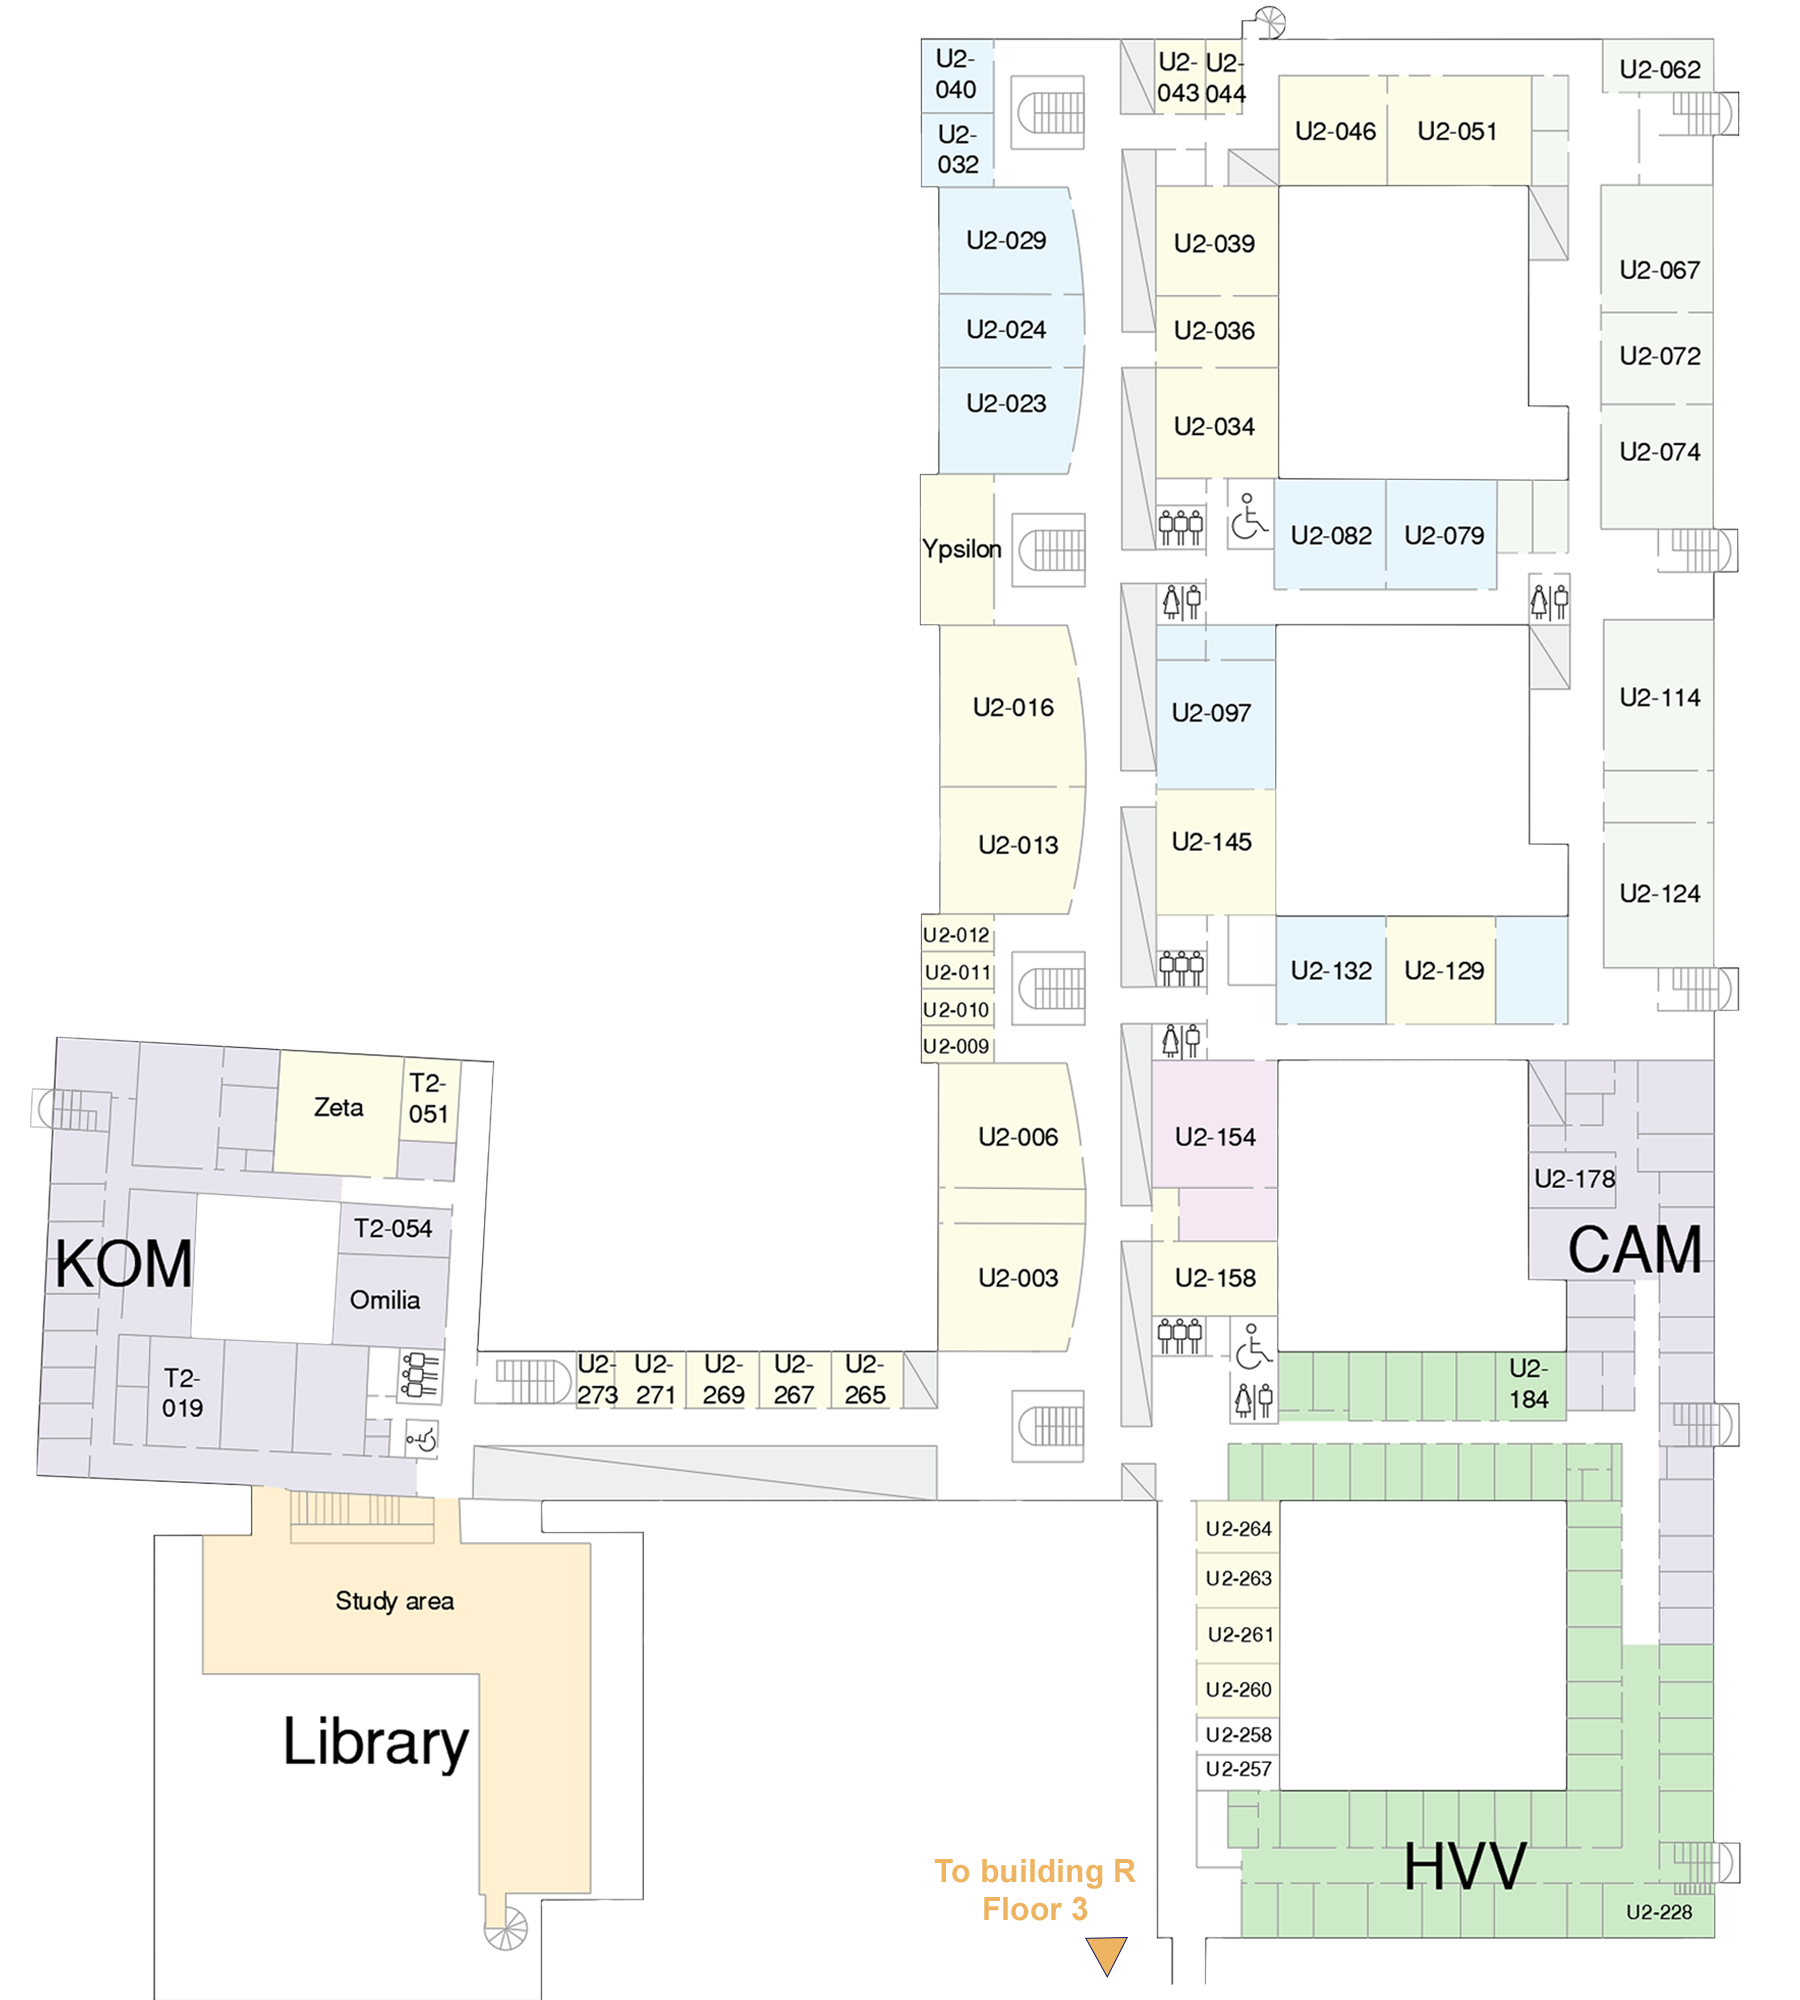 U2-
040
U2-
043
U2-
044
U2-062
U2-
032
U2-046
U2-051
U2-029
U2-039
U2-067
U2-024
U2-036
U2-072
U2-023
U2-034
U2-074
Ypsilon
U2-082
U2-079
U2-016
U2-097
U2-114
U2-013
U2-145
U2-124
U2-012
U2-011
U2-010
U2-009
U2-132
U2-129
Zeta
T2-
051
U2-006
U2-154
U2-178
T2-054
KOM
CAM
Omilia
U2-003
U2-158
T2-
019
U2-
273
U2-
271
U2-
269
U2-
267
U2-
265
U2-
184
Study area
U2-264
U2-263
U2-261
U2-260
U2-258
U2-257
Library
HVV
To building R
Floor 3
U2-228